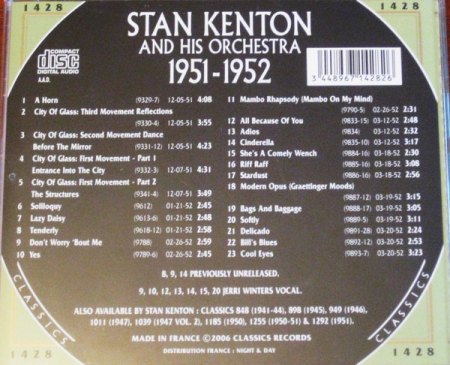 1428
1428
STAN KENTON
AND HIS ORCHESTRA
1951-1952
COMPACT
disc
DIGITAL AUDIO
A.A.D.
3 448967 142826
1 A Horn (9329-7) 12-05-51 4:08
2 City Of Glass: Third Movement Reflections
(9330-4) 12-05-51 3:55
3 City Of Glass: Second Movement Dance
Before The Mirror (9331-12) 12-05-51 4:23
4 City Of Glass: First Movement - Part 1
Entrance Into The City (9332-3) 12-07-51 4:31
5 City Of Glass: First Movement - Part 2
The Structures (9341-4) 12-07-51 3:49
6 Soliloquy (9612) 01-21-52
7 Lazy Daisy (9613-6) 01-21-52 2:48
8 Tenderly (9618-12) 01-21-52 2:58
9 Don't Worry 'Bout Me (9788) 02-26-52 2:59
10 Yes (9789-6) 02-26-52 2:45
11 Mambo Rhapsody (Mambo On My Mind)
(9790-5) 02-26-52 2:31
12 All Because Of You (9833-15) 03-12-52 2:48
13 Adios (9834) 03-12-52 2:32
14 Cinderella (9835-10) 03-12-52 2:37
15 She's A Comely Wench (9184) 03-18-52 2:30
16 Riff Raff (9885-5) 03-18-52 3:16
17 Stardust (9886-16) 03-18-52 2:56
18 Modern Opus (Graettinger Moods)
(9887-12) 03-19-52 3:15
19 Bags And Baggage (9888-17) 03-19-52 3:05
20 Softly (9889-5) 03-19-52 3:11
21 Delicado (9891-28) 03-20-52 2:24
22 Bill's Blues (9892-12) 03-20-52 2:53
23 Cool Eyes (9893-7) 03-20-52 3:23
8, 9, 14 PREVIOUSLY UNRELEASED.
9, 10, 12, 13, 14, 15, 20 JERRI WINTERS VOCAL.
ALSO AVAILABLE BY STAN KENTON : CLASSICS 848 (1941-44), 898 (1945), 949 (1946),
1011 (1947), 1039 (1947 VOL. 2), 1185 (1950), 1255 (1950-51) & 1292 (1951).
MADE IN FRANCE ©2006 CLASSICS RECORDS
DISTRIBUTION FRANCE : NIGHT & DAY
CLASSICS
CLASSICS
1428
1428